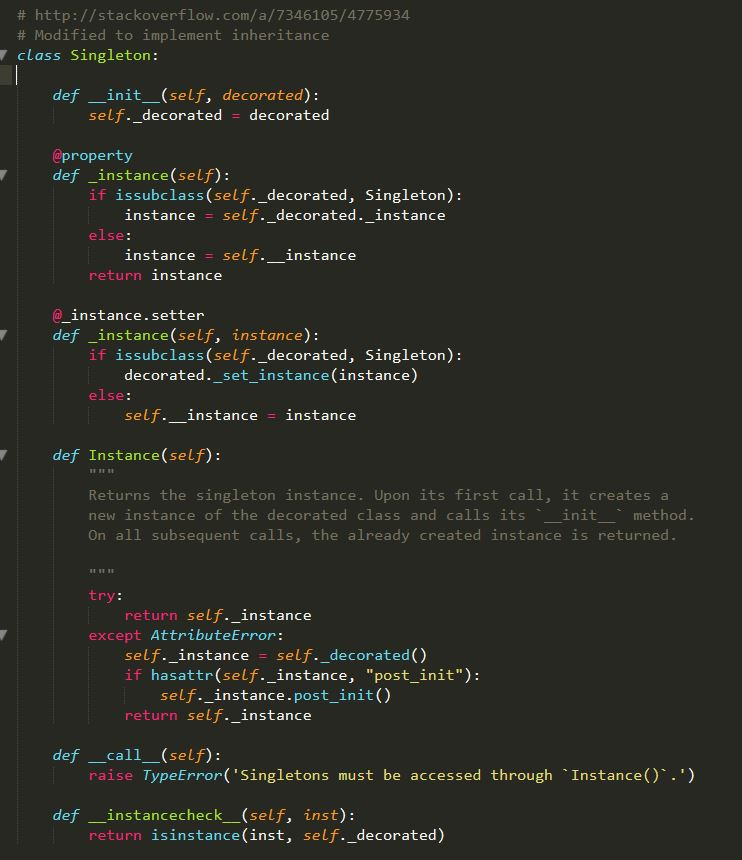 # http://stackoverflow.com/a/7346105/4775934
# Modified to implement inheritance
class Singleton:

    def __init__(self, decorated):
        self._decorated = decorated

    @property
    def _instance(self):
        if issubclass(self._decorated, Singleton):
            instance = self._decorated._instance
        else:
            instance = self.__instance
        return instance

    @_instance.setter
    def _instance(self, instance):
        if issubclass(self._decorated, Singleton):
            decorated._set_instance(instance)
        else:
            self.__instance = instance

    def Instance(self):
        """
        Returns the singleton instance. Upon its first call, it creates a
        new instance of the decorated class and calls its `__init__` method.
        On all subsequent calls, the already created instance is returned.

        """
        try:
            return self._instance
        except AttributeError:
            self._instance = self._decorated()
            if hasattr(self._instance, "post_init"):
                self._instance.post_init()
            return self._instance

    def __call__(self):
        raise TypeError('Singletons must be accessed through `Instance()`.')

    def __instancecheck__(self, inst):
        return isinstance(inst, self._decorated)